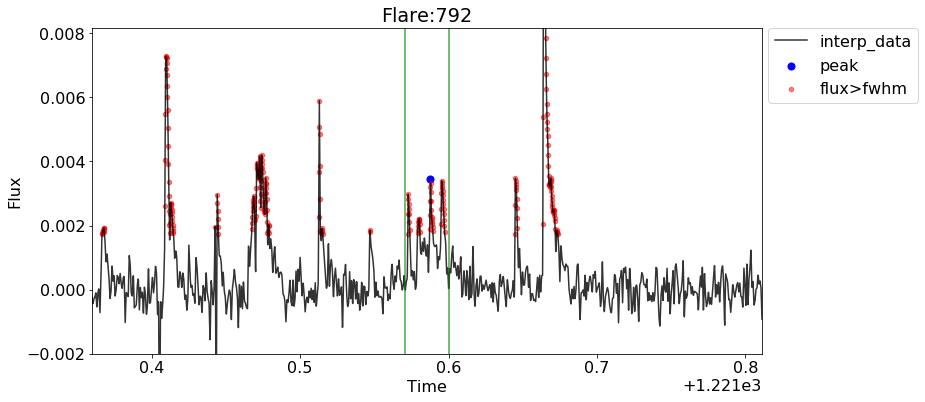 Flare:792
interp_data
peak
flux>fwhm
Flux
0.008
0.006
0.004
0.002
0.000
−0.002
0.4 0.5 0.6 0.7 0.8
Time
+1.221e3